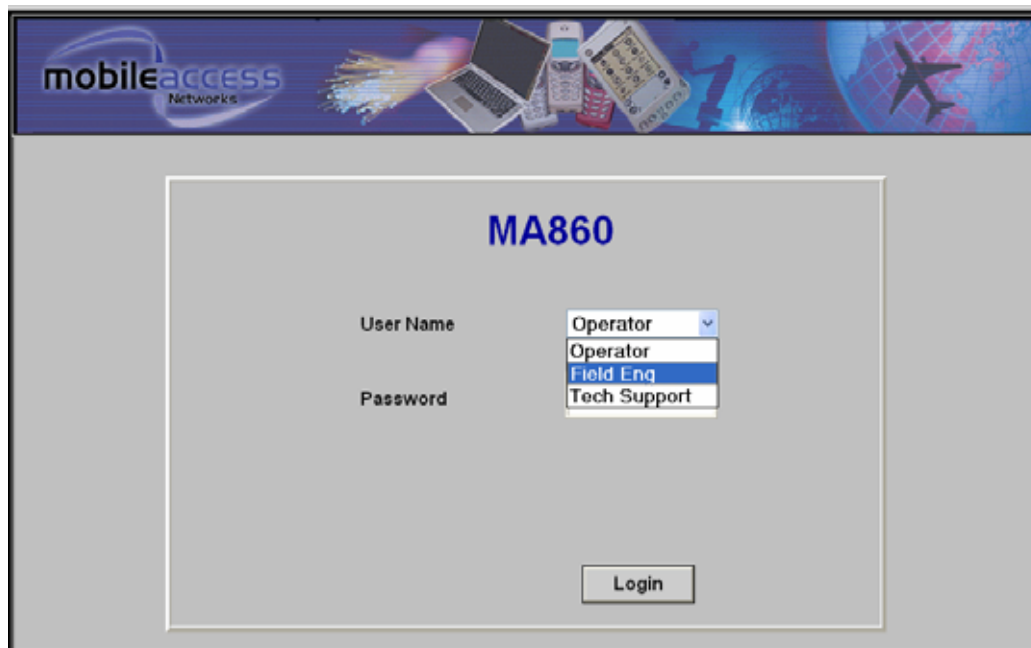 mobileaccess
Networks
MA860
User Name
Operator
Operator
Field Eng
Tech Support
Password
Login